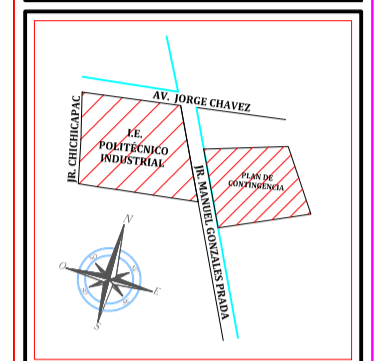 AV. JORGE CHAVEZ
JR. CHICHICAPAC
I.E.
POLITÉCNICO
INDUSTRIAL
JR. MANUEL GONZALES PRADA
PLAN DE
CONTINGENCIA
N
O
E
S